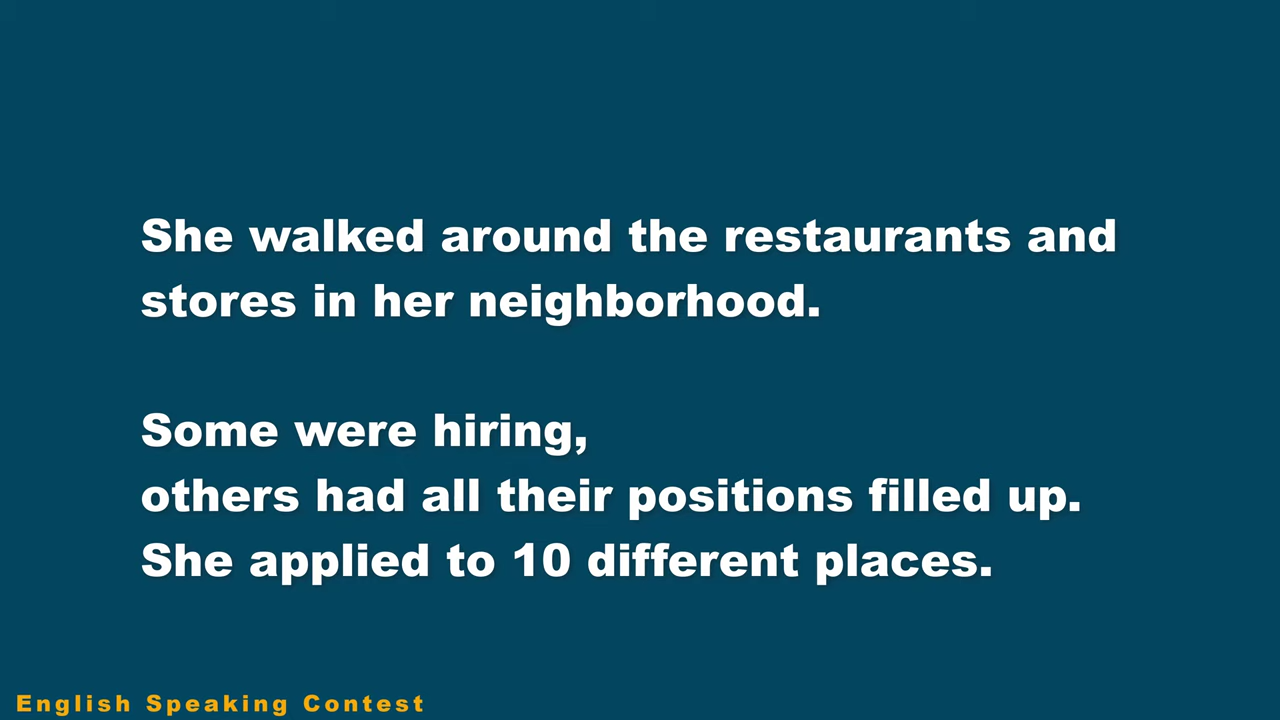 She walked around the restaurants and
stores in her neighborhood.
Some were hiring,
others had all their positions filled up.
She applied to 10 different places.
English Speaking Contest